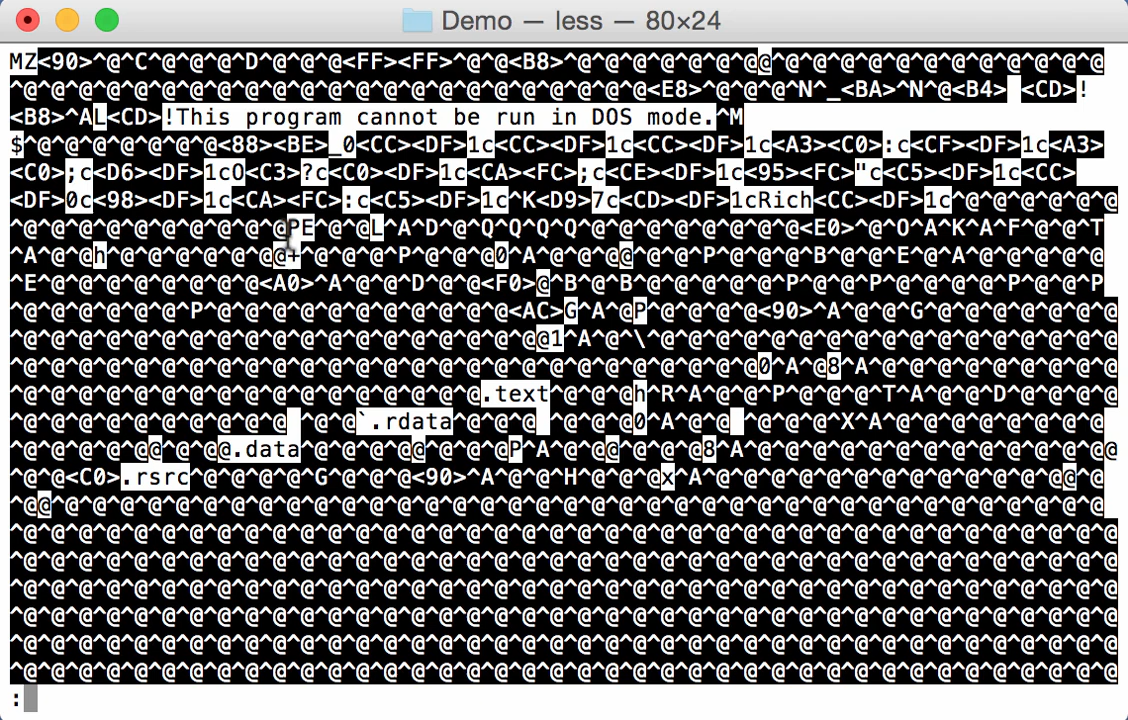 Demo — less — 80×24
MZ<90>^@^C^@^@^@^D^@^@^@<FF><FF>^@^@<B8>^@^@^@^@^@^@^@@^@^@^@^@^@^@^@^@^@^@^@^@
^@^@^@^@^@^@^@^@^@^@^@^@^@^@^@^@^@^@^@^@^@^@^@<E8>^@^@^@^N^_<BA>^N^@<B4> <CD>!
<B8>^AL<CD>!This program cannot be run in DOS mode.^M
$^@^@^@^@^@^@^@<88><BE>_0<CC><DF>1c<CC><DF>1c<CC><DF>1c<A3><C0>:c<CF><DF>1c<A3>
<C0>;c<D6><DF>1cO<C3>?c<C0><DF>1c<CA><FC>;c<CE><DF>1c<95><FC>"c<C5><DF>1c<CC>
<DF>0c<98><DF>1c<CA><FC>:c<C5><DF>1c^K<D9>7c<CD><DF>1cRich<CC><DF>1c^@^@^@^@^@^@
^@^@^@^@^@^@^@^@^@^@PE^@^@L^A^D^@^Q^Q^Q^Q^@^@^@^@^@^@^@^@<E0>^@^O^A^K^A^F^@^@^T
^A^@^@h^@^@^@^@^@^@@+^@^@^@^P^@^@^@0^A^@^@^@@^@^@^P^@^@^@^B^@^@^E^@^A^@^@^@^@^@
^E^@^@^@^@^@^@^@^@<A0>^A^@^@^D^@^@<F0>@^B^@^B^@^@^@^@^@^P^@^@^P^@^@^@^@^P^@^@^P
^@^@^@^@^@^@^@^P^@^@^@^@^@^@^@^@^@^@<AC>G^A^@P^@^@^@^@<90>^A^@^@^G^@^@^@^@^@^@^@
^@^@^@^@^@^@^@^@^@^@^@^@^@^@^@^@^@^@^@@1^A^@^\^@^@^@^@^@^@^@^@^@^@^@^@^@^@^@^@^@
^@^@^@^@^@^@^@^@^@^@^@^@^@^@^@^@^@^@^@^@^@^@^@^@^@^@^@0^A^@8^A^@^@^@^@^@^@^@^@^@
^@^@^@^@^@^@^@^@^@^@^@^@^@^@^@^@^@.text^@^@^@h^R^A^@^@^P^@^@^@^T^A^@^@^D^@^@^@^@
^@^@^@^@^@^@^@^@^@^@ ^@^@`.rdata^@^@^@ ^@^@^@0^A^@^@ ^@^@^@^X^A^@^@^@^@^@^@^@^@
^@^@^@^@^@@^@^@@.data^@^@^@^@@^@^@^@P^A^@^@@^@^@^@8^A^@^@^@^@^@^@^@^@^@^@^@^@^@@
^@^@<C0>.rsrc^@^@^@^@^G^@^@^@<90>^A^@^@^H^@^@^@x^A^@^@^@^@^@^@^@^@^@^@^@^@^@@^@
^@@^@^@^@^@^@^@^@^@^@^@^@^@^@^@^@^@^@^@^@^@^@^@^@^@^@^@^@^@^@^@^@^@^@^@^@^@^@^@
^@^@^@^@^@^@^@^@^@^@^@^@^@^@^@^@^@^@^@^@^@^@^@^@^@^@^@^@^@^@^@^@^@^@^@^@^@^@^@^@
^@^@^@^@^@^@^@^@^@^@^@^@^@^@^@^@^@^@^@^@^@^@^@^@^@^@^@^@^@^@^@^@^@^@^@^@^@^@^@^@
^@^@^@^@^@^@^@^@^@^@^@^@^@^@^@^@^@^@^@^@^@^@^@^@^@^@^@^@^@^@^@^@^@^@^@^@^@^@^@^@
^@^@^@^@^@^@^@^@^@^@^@^@^@^@^@^@^@^@^@^@^@^@^@^@^@^@^@^@^@^@^@^@^@^@^@^@^@^@^@^@
^@^@^@^@^@^@^@^@^@^@^@^@^@^@^@^@^@^@^@^@^@^@^@^@^@^@^@^@^@^@^@^@^@^@^@^@^@^@^@^@
^@^@^@^@^@^@^@^@^@^@^@^@^@^@^@^@^@^@^@^@^@^@^@^@^@^@^@^@^@^@^@^@^@^@^@^@^@^@^@^@
: